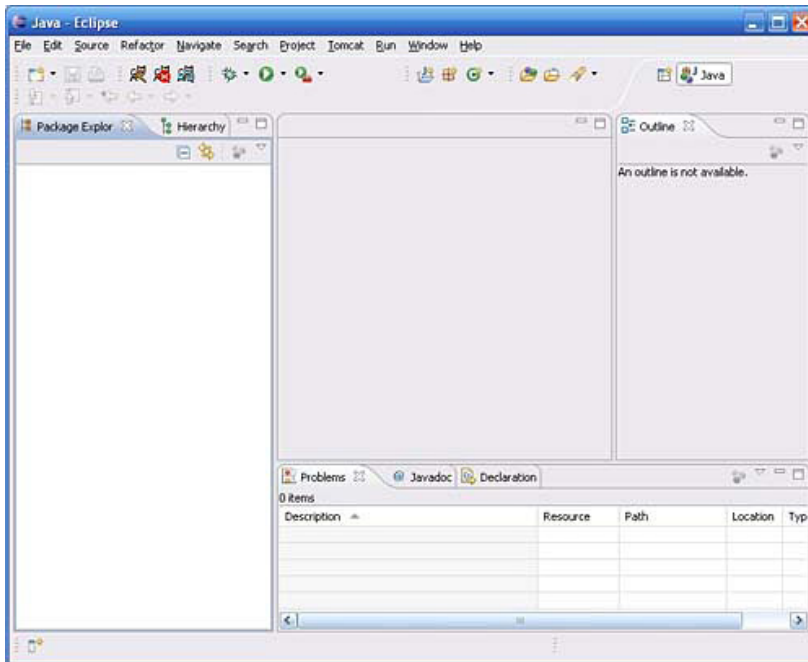 Java - Eclipse
File Edit Source Refactor Navigate Search Project Tomcat Run Window Help
Java
Package Explor Hierarchy
Outline
An outline is not available.
Problems Javadoc Declaration
0 items
Description Resource Path Location Typ